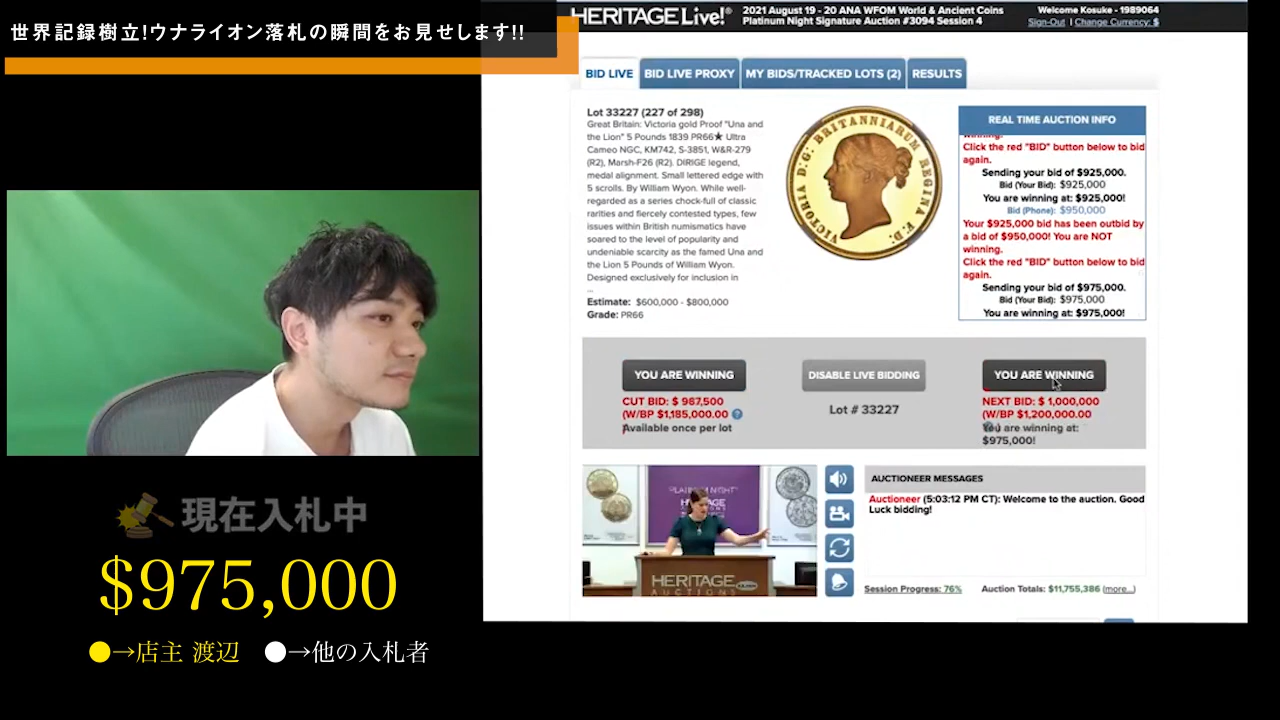 世界記録樹立!ウナライオン落札の瞬間をお見せします!!
HERITAGE Live!®
2021 August 19 - 20 ANA WFOM World & Ancient Coins
Platinum Night Signature Auction #3094 Session 4
Welcome Kosuke - 1989064
Sign-Out | Change Currency: $
BID LIVE
BID LIVE PROXY
MY BIDS/TRACKED LOTS (2)
RESULTS
Lot 33227 (227 of 298)
Great Britain: Victoria gold Proof "Una and
the Lion" 5 Pounds 1839 PR66★ Ultra
Cameo NGC, KM742, S-3851, W&R-279
(R2), Marsh-F26 (R2). DIRIGE legend,
medal alignment. Small lettered edge with
5 scrolls. By William Wyon. While well-
regarded as a series chock-full of classic
rarities and fiercely contested types, few
issues within British numismatics have
soared to the level of popularity and
undeniable scarcity as the famed Una and
the Lion 5 Pounds of William Wyon.
Designed exclusively for inclusion in
...
Estimate: $600,000 - $800,000
Grade: PR66
VICTORIA D:G: BRITANNIARUM REGINA F:D:
REAL TIME AUCTION INFO
winning.
Click the red "BID" button below to bid
again.
Sending your bid of $925,000.
Bid (Your Bid): $925,000
You are winning at: $925,000!
Bid (Phone): $950,000
Your $925,000 bid has been outbid by
a bid of $950,000! You are NOT
winning.
Click the red "BID" button below to bid
again.
Sending your bid of $975,000.
Bid (Your Bid): $975,000
You are winning at: $975,000!
YOU ARE WINNING
CUT BID: $ 987,500
(W/BP $1,185,000.00 ?
Available once per lot
DISABLE LIVE BIDDING
Lot # 33227
YOU ARE WINNING
NEXT BID: $ 1,000,000
(W/BP $1,200,000.00
You are winning at:
$975,000!
PLATINUM NIGHT
HERITAGE
HERITAGE
AUCTIONS
AUCTIONEER MESSAGES
Auctioneer (5:03:12 PM CT): Welcome to the auction. Good
Luck bidding!
Session Progress: 76%
Auction Totals: $11,755,386 (more...)
現在入札中
$975,000
●→店主 渡辺 ●→他の入札者